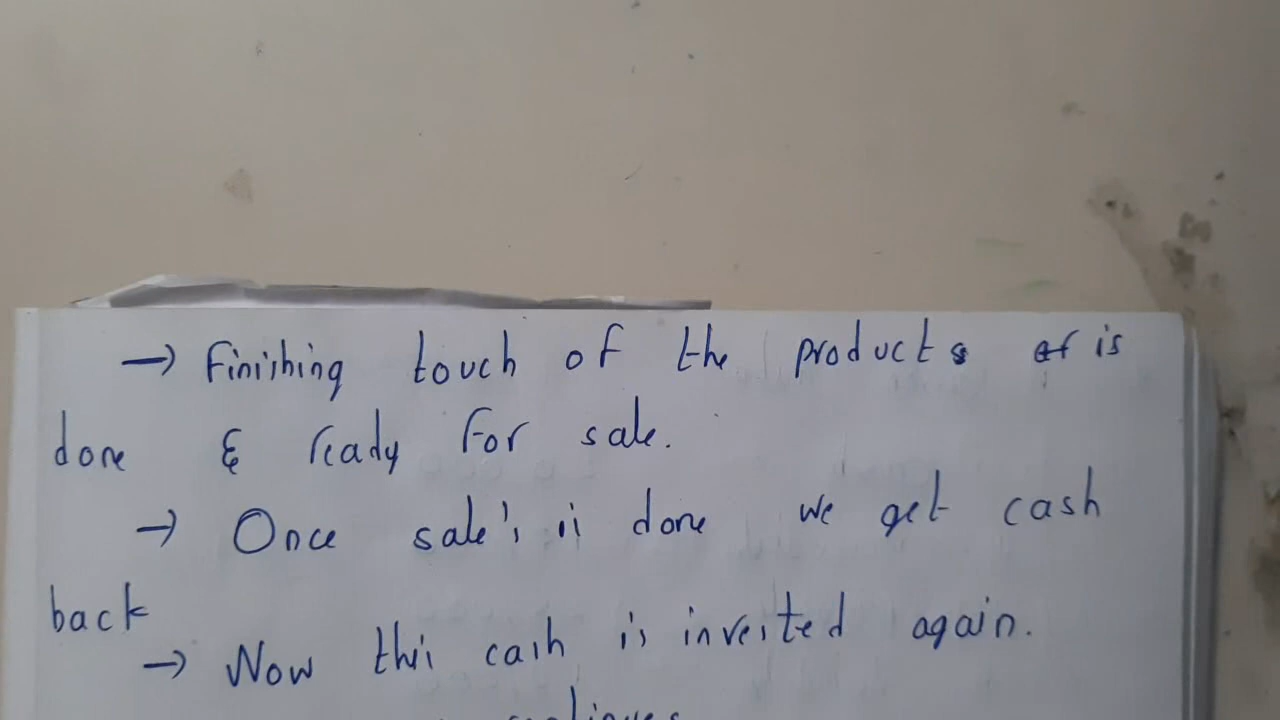 → Finishing touch of the products is
done & ready for sale.
→ Once sale's is done we get cash
back
→ Now this cash is invested again.
continues